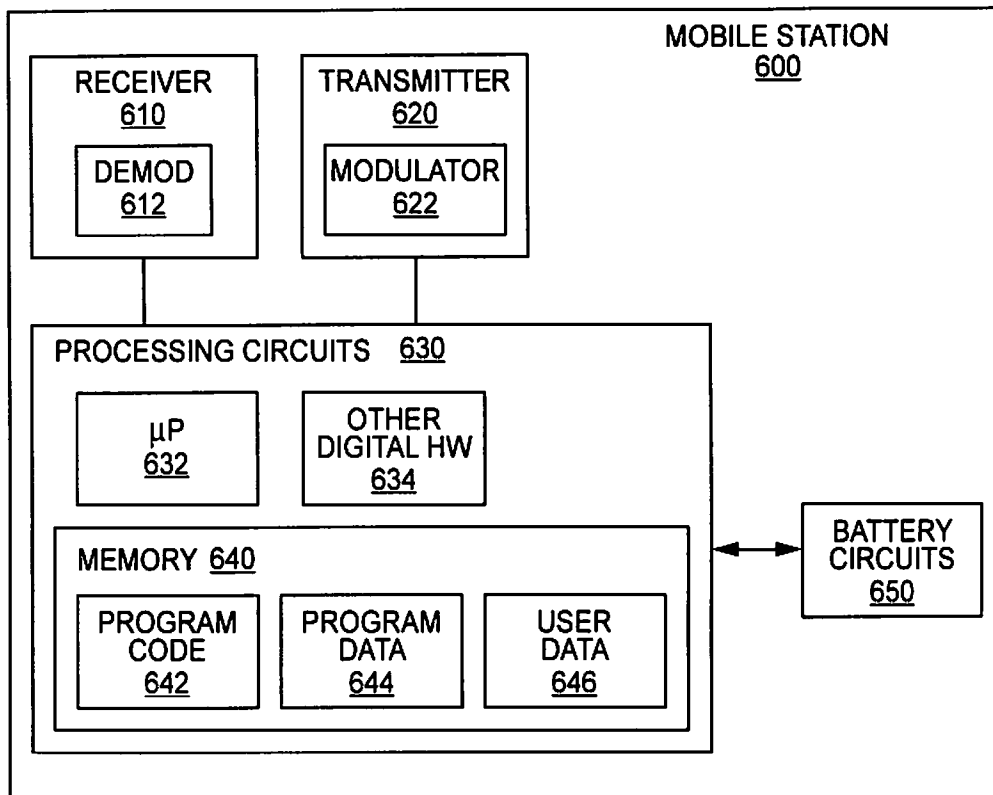 MOBILE STATION
600
RECEIVER
610
DEMOD
612
TRANSMITTER
620
MODULATOR
622
PROCESSING CIRCUITS 630
µP
632
OTHER
DIGITAL HW
634
MEMORY 640
PROGRAM
CODE
642
PROGRAM
DATA
644
USER
DATA
646
BATTERY
CIRCUITS
650